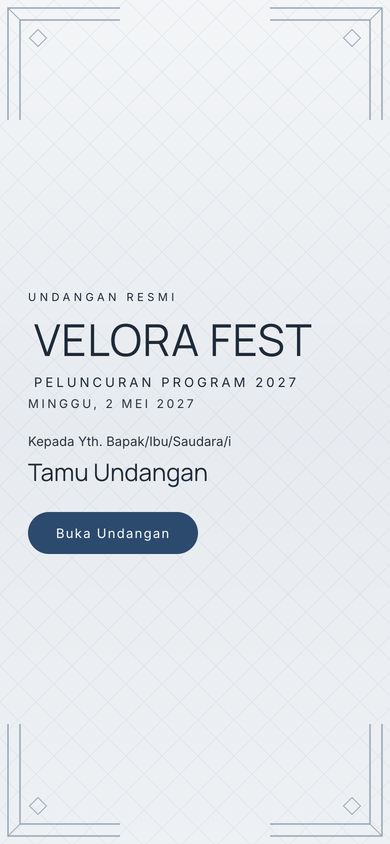 UNDANGAN RESMI
VELORA FEST
PELUNCURAN PROGRAM 2027
MINGGU, 2 MEI 2027
Kepada Yth. Bapak/Ibu/Saudara/i
Tamu Undangan
Buka Undangan